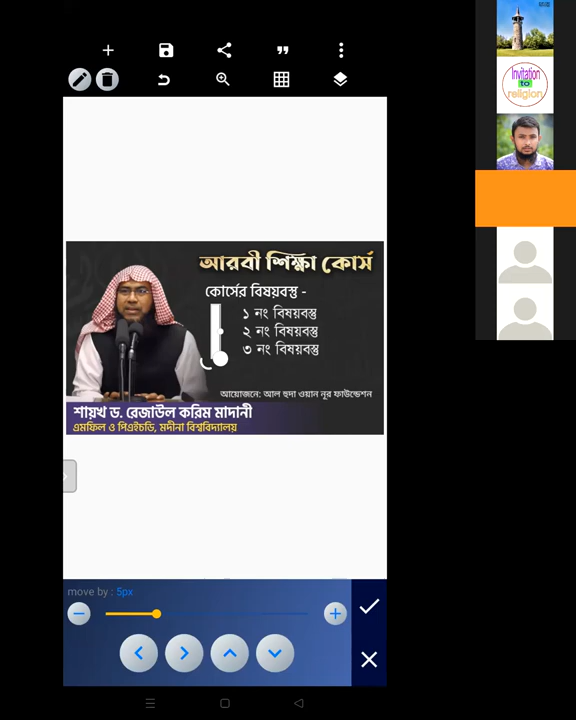 Invitation
to
religion
আরবী শিক্ষা কোর্স
কোর্সের বিষয়বস্তু -
১ নং বিষয়বস্তু
২ নং বিষয়বস্তু
৩ নং বিষয়বস্তু
আয়োজনে: আল হুদা ওয়ান নূর ফাউন্ডেশন
শায়খ ড. রেজাউল করিম মাদানী
এমফিল ও পিএইচডি, মদীনা বিশ্ববিদ্যালয়
move by : 5px